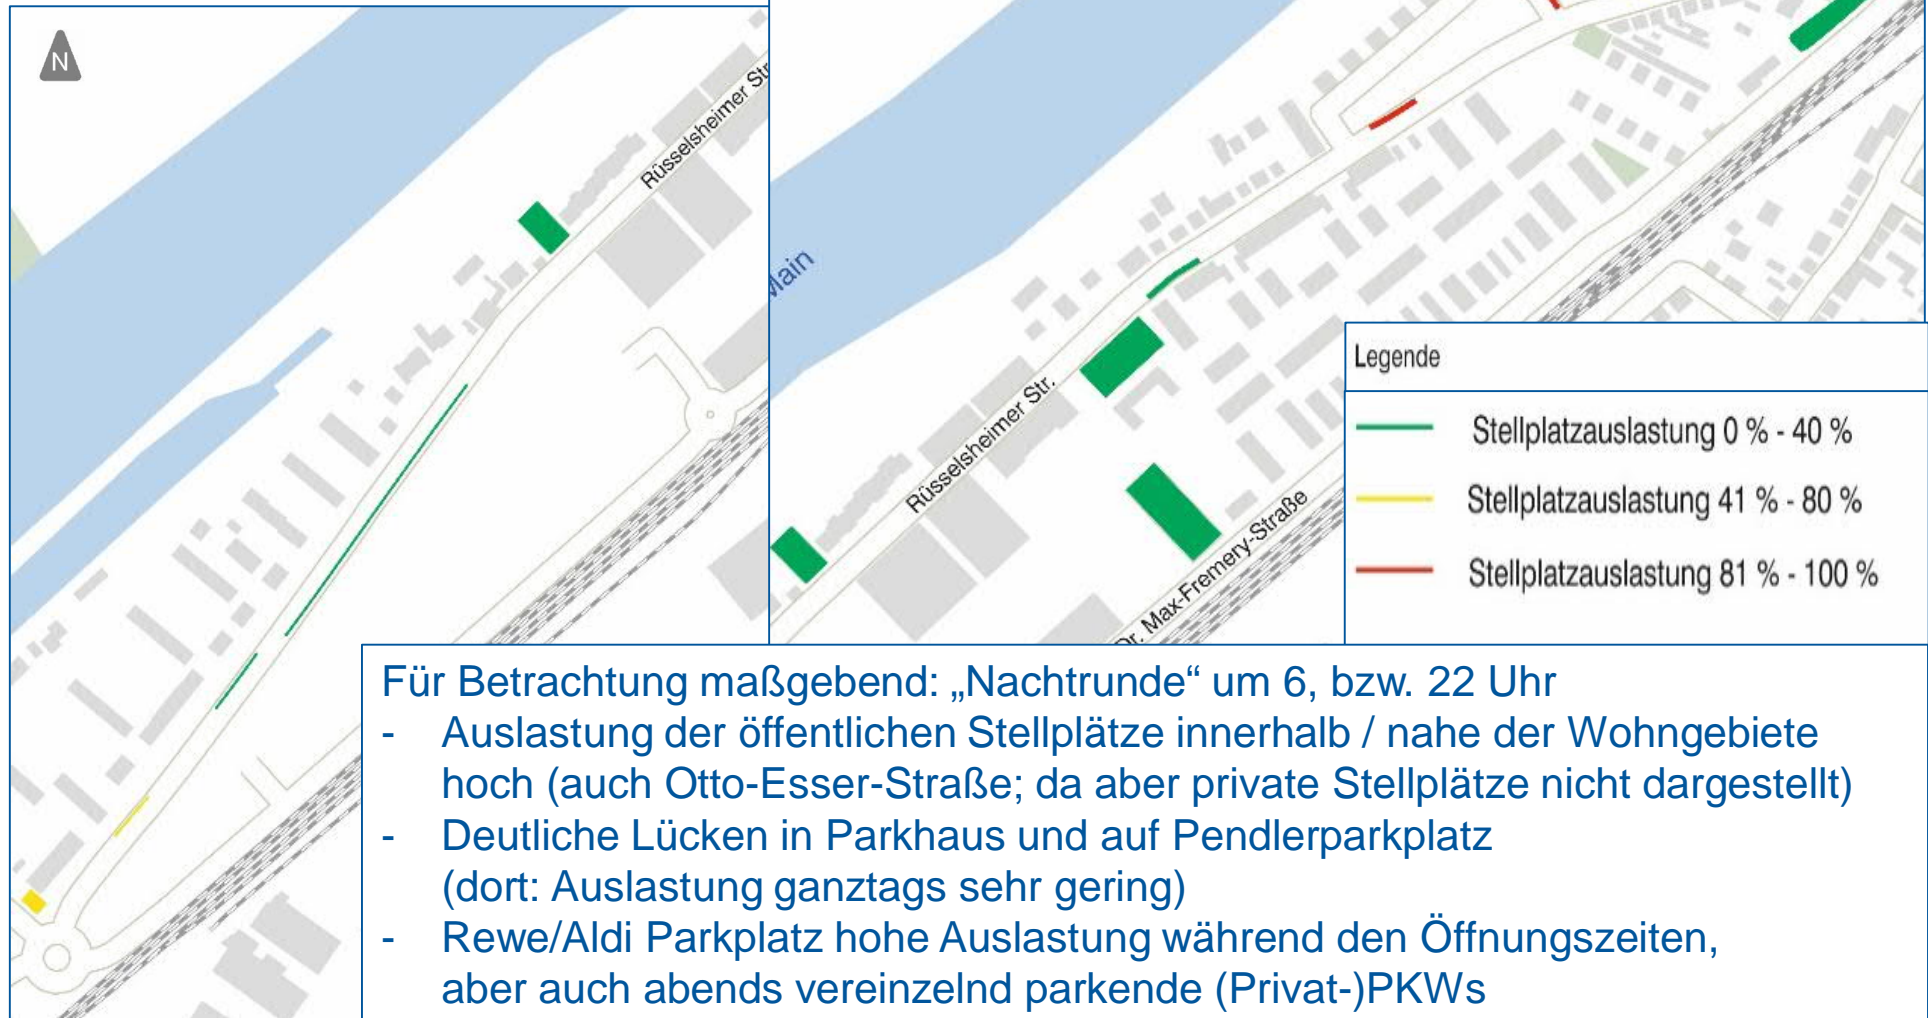 N
Rüsselsheimer Str
Main
Rüsselsheimer Str.
Dr. Max-Fremery-Straße
Legende
Stellplatzauslastung 0 % - 40 %
Stellplatzauslastung 41 % - 80 %
Stellplatzauslastung 81 % - 100 %
Für Betrachtung maßgebend: „Nachtrunde“ um 6, bzw. 22 Uhr
- Auslastung der öffentlichen Stellplätze innerhalb / nahe der Wohngebiete
hoch (auch Otto-Esser-Straße; da aber private Stellplätze nicht dargestellt)
- Deutliche Lücken in Parkhaus und auf Pendlerparkplatz
(dort: Auslastung ganztags sehr gering)
- Rewe/Aldi Parkplatz hohe Auslastung während den Öffnungszeiten,
aber auch abends vereinzelnd parkende (Privat-)PKWs